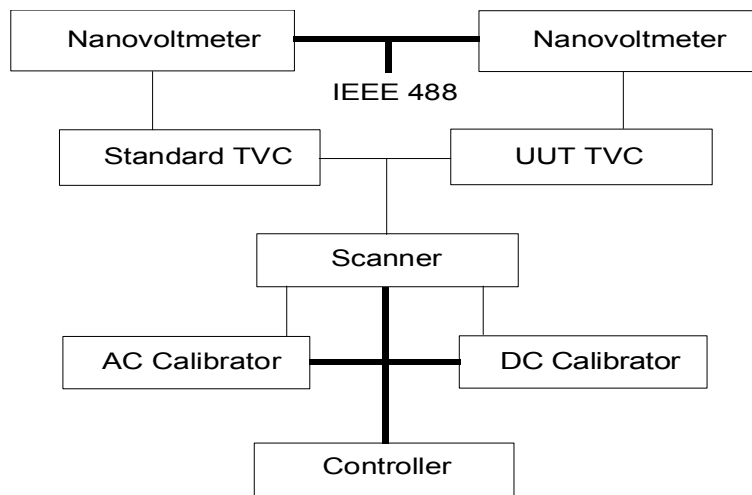 Nanovoltmeter
Nanovoltmeter
IEEE 488
Standard TVC
UUT TVC
Scanner
AC Calibrator
DC Calibrator
Controller